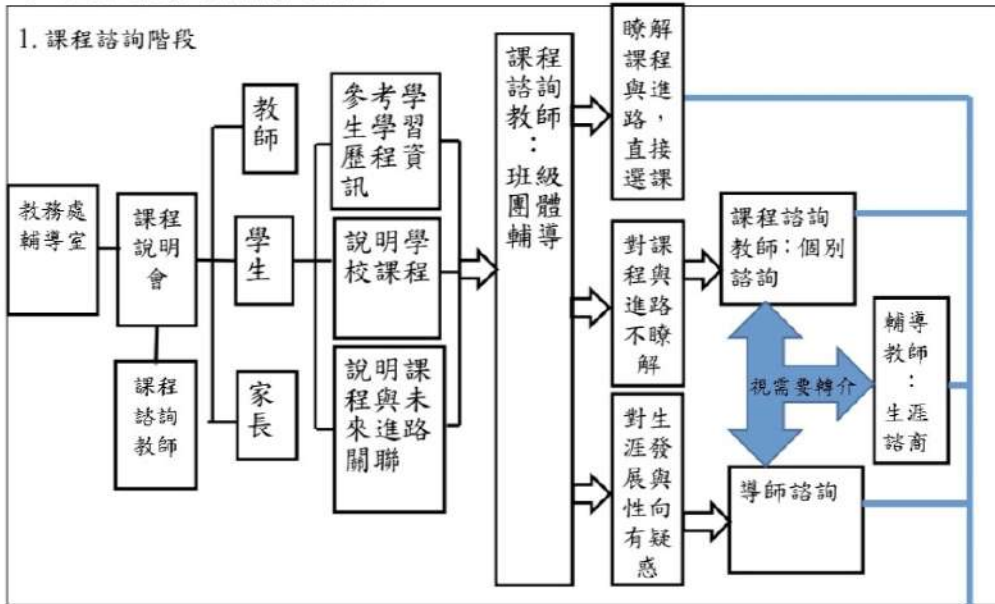 1. 課程諮詢階段
教務處
輔導室
課程
說明
會
課程
諮詢
教師
教
師
學
生
家
長
參考學
生學習
歷程資
訊
說明學
校課程
說明課
程與未
來進路
關聯
課程
諮詢
教師
：
班級
團體
輔導
瞭解
課程
與進
路，
直接
選課
對課
程與
進路
不瞭
解
對生
涯發
展與
性向
有疑
惑
課程諮詢
教師：個別
諮詢
視需要轉介
導師諮詢
輔導
教師
：
生涯
諮商